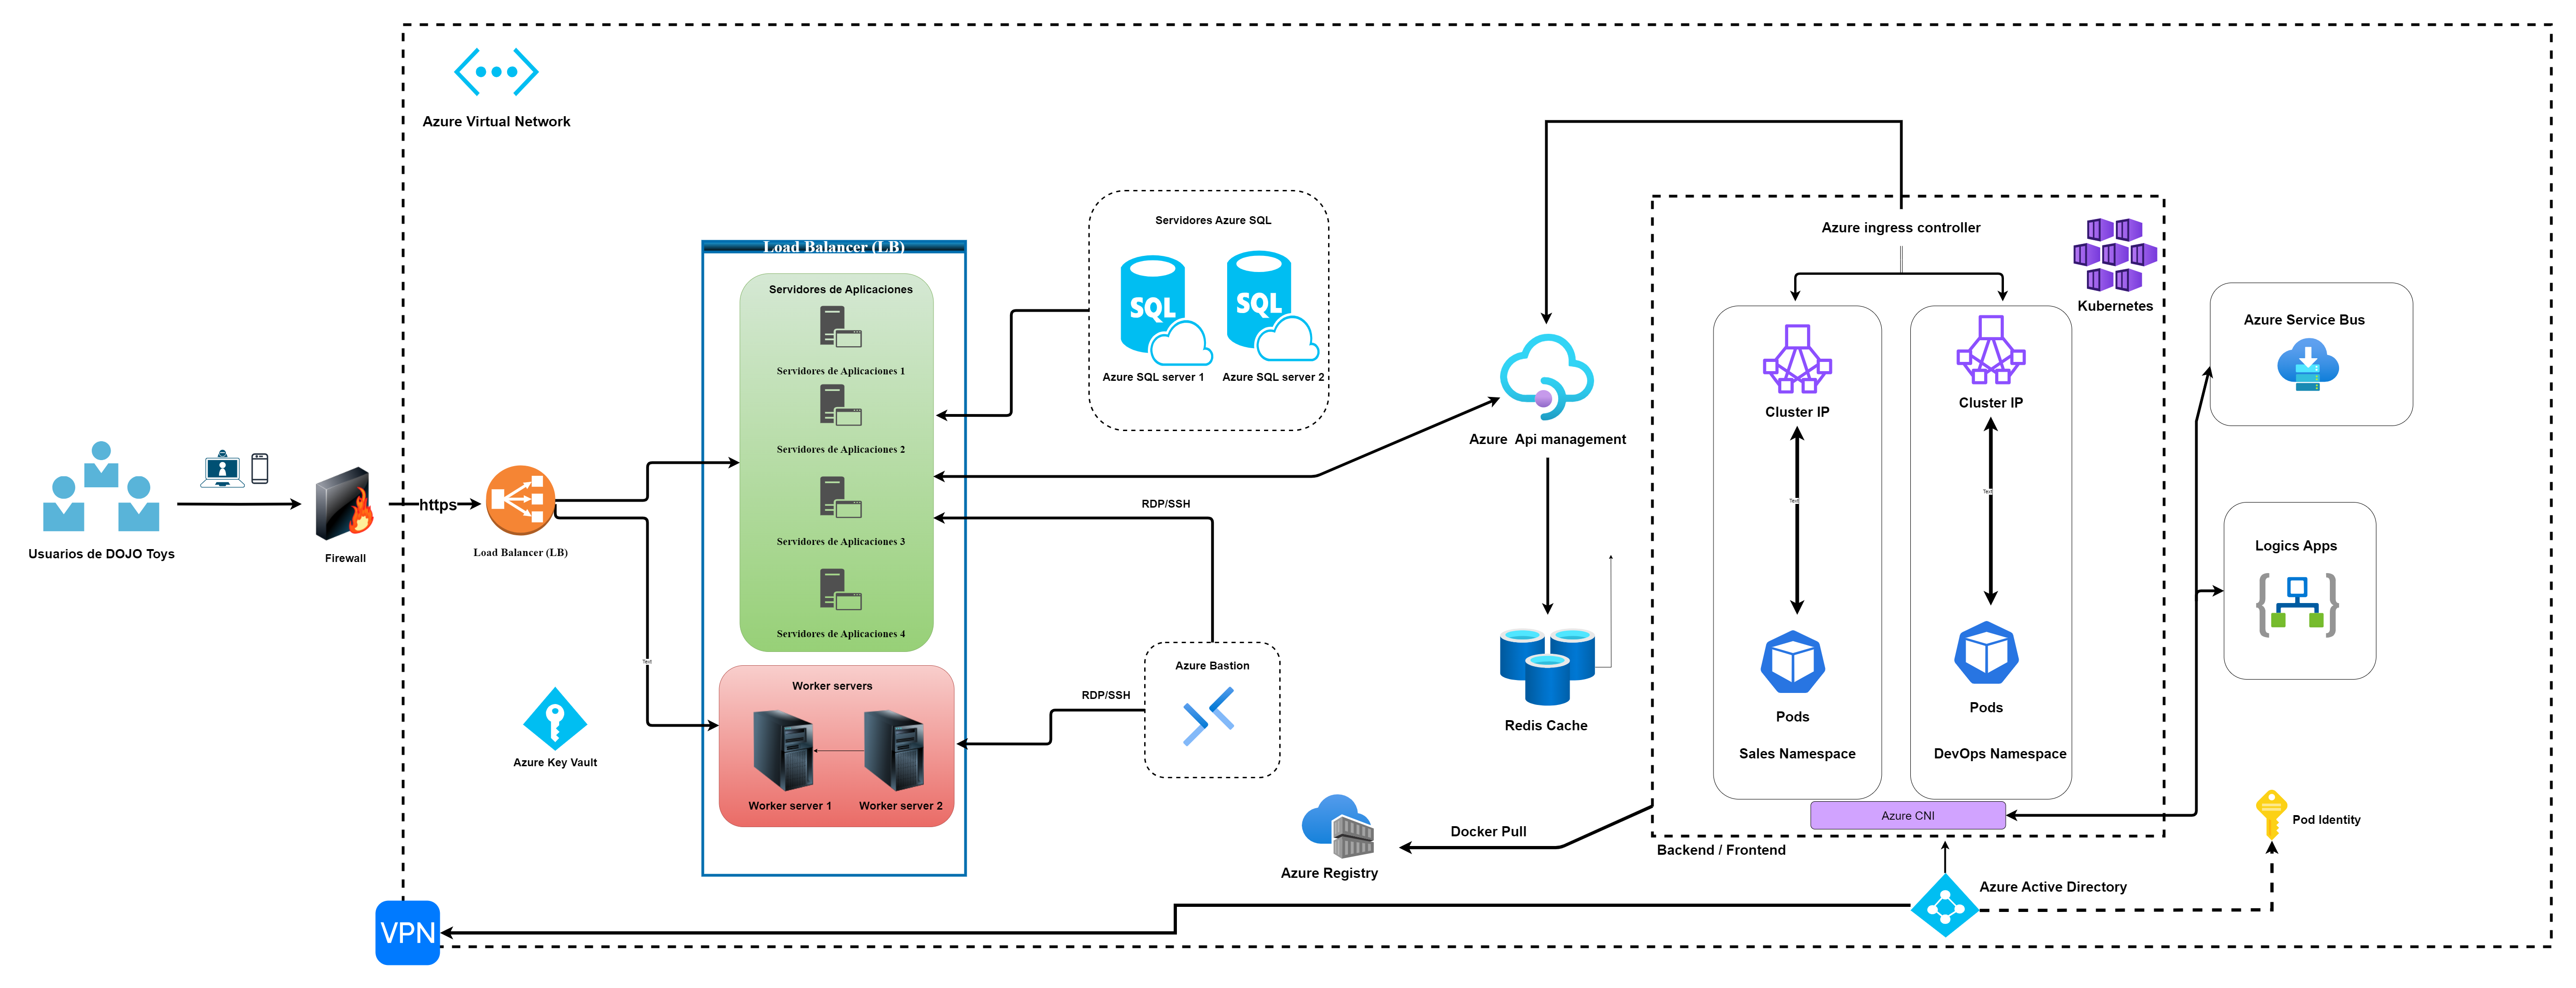 Azure Virtual Network
Usuarios de DOJO Toys
Firewall
https
Load Balancer (LB)
Azure Key Vault
VPN
Load Balancer (LB)
Servidores de Aplicaciones
Servidores de Aplicaciones 1
Servidores de Aplicaciones 2
Servidores de Aplicaciones 3
Servidores de Aplicaciones 4
Text
Worker servers
Worker server 1
Worker server 2
Servidores Azure SQL
SQL
SQL
Azure SQL server 1
Azure SQL server 2
RDP/SSH
RDP/SSH
Azure Bastion
Azure  Api management
Redis Cache
Azure Registry
Docker Pull
Azure ingress controller
Kubernetes
Cluster IP
Text
Pods
Sales Namespace
Cluster IP
Text
Pods
DevOps Namespace
Azure CNI
Backend / Frontend
Azure Active Directory
Azure Service Bus
Logics Apps
Pod Identity